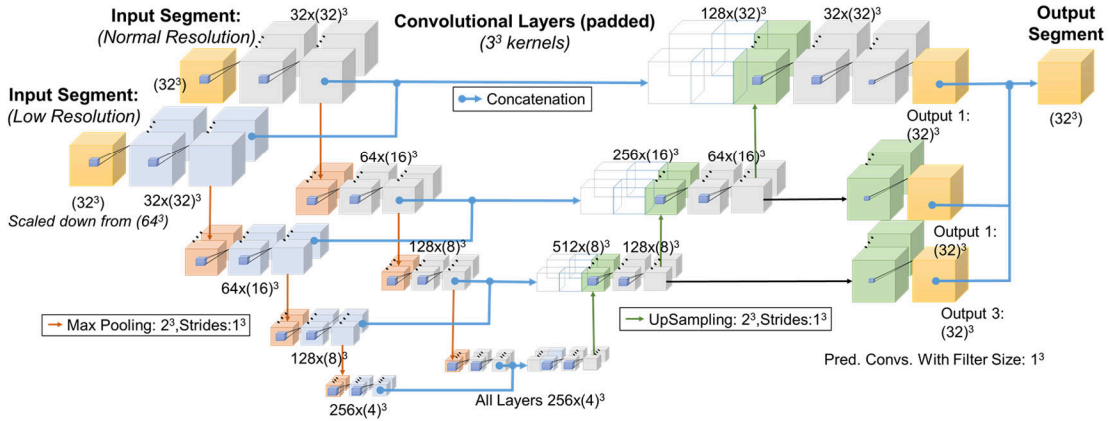 Input Segment:
(Normal Resolution)
32x(32)³
Convolutional Layers (padded)
(3³ kernels)
128x(32)³
32x(32)³
Output
Segment
(32³)
Input Segment:
(Low Resolution)
Concatenation
Output 1:
(32)³
(32³)
64x(16)³
256x(16)³
64x(16)³
(32³)
32x(32)³
Scaled down from (64³)
Output 1:
(32)³
128x(8)³
512x(8)³
128x(8)³
64x(16)³
Max Pooling: 2³,Strides:1³
UpSampling: 2³,Strides:1³
Output 3:
(32)³
128x(8)³
Pred. Convs. With Filter Size: 1³
256x(4)³
All Layers 256x(4)³